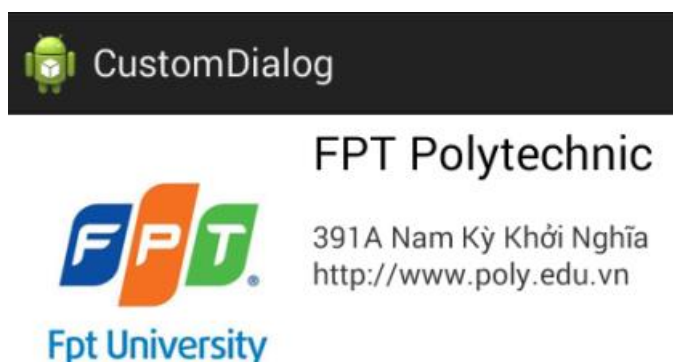 CustomDialog
FPT Polytechnic
391A Nam Kỳ Khởi Nghĩa
http://www.poly.edu.vn
FPT
Fpt University